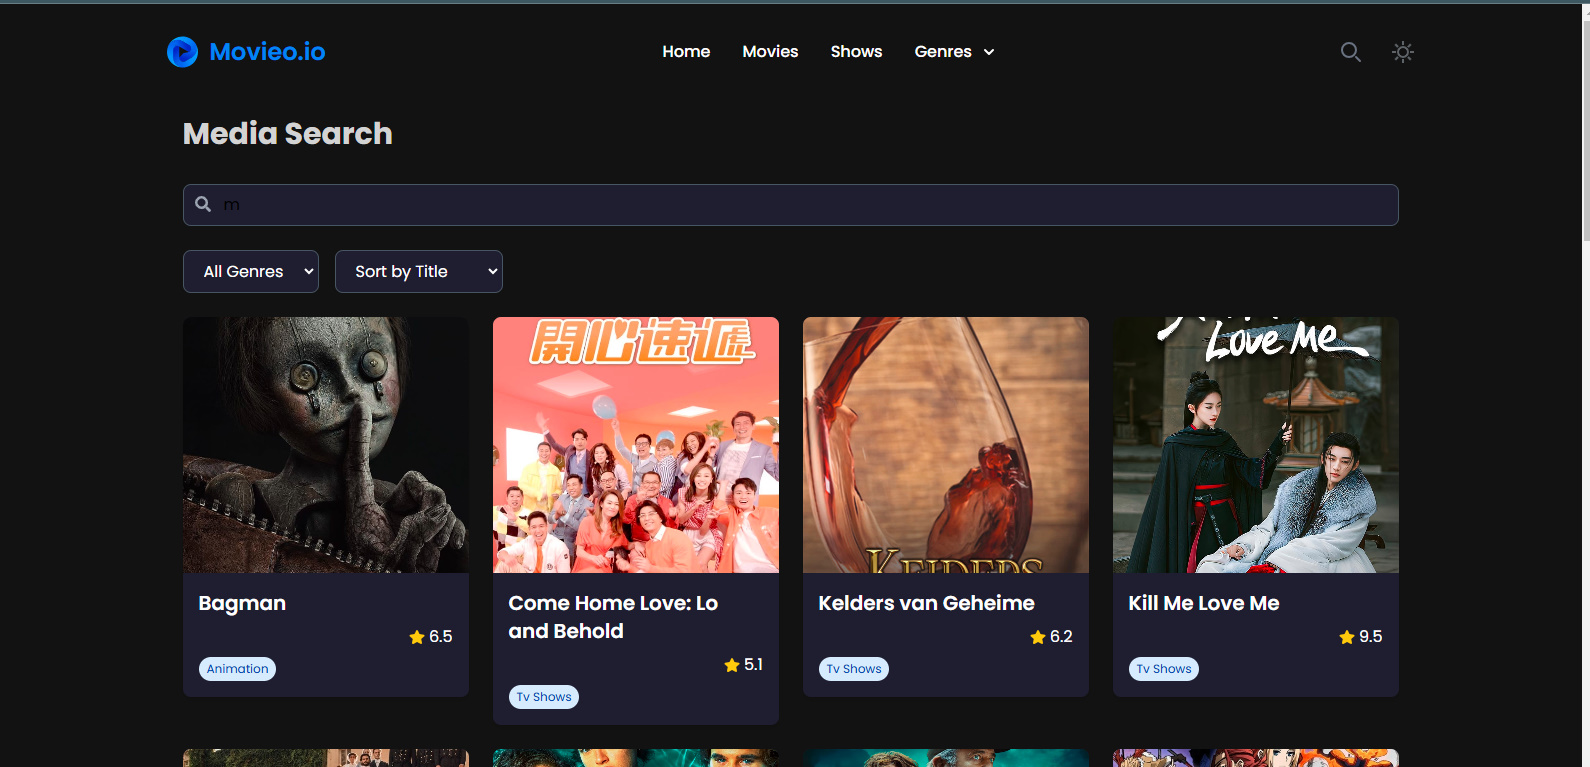 Movieo.io
Home
Movies
Shows
Genres
Media Search
m
All Genres
Sort by Title
開心速遞
Love Me
KELDERS
Bagman
6.5
Animation
Come Home Love: Lo
and Behold
5.1
Tv Shows
Kelders van Geheime
6.2
Tv Shows
Kill Me Love Me
9.5
Tv Shows